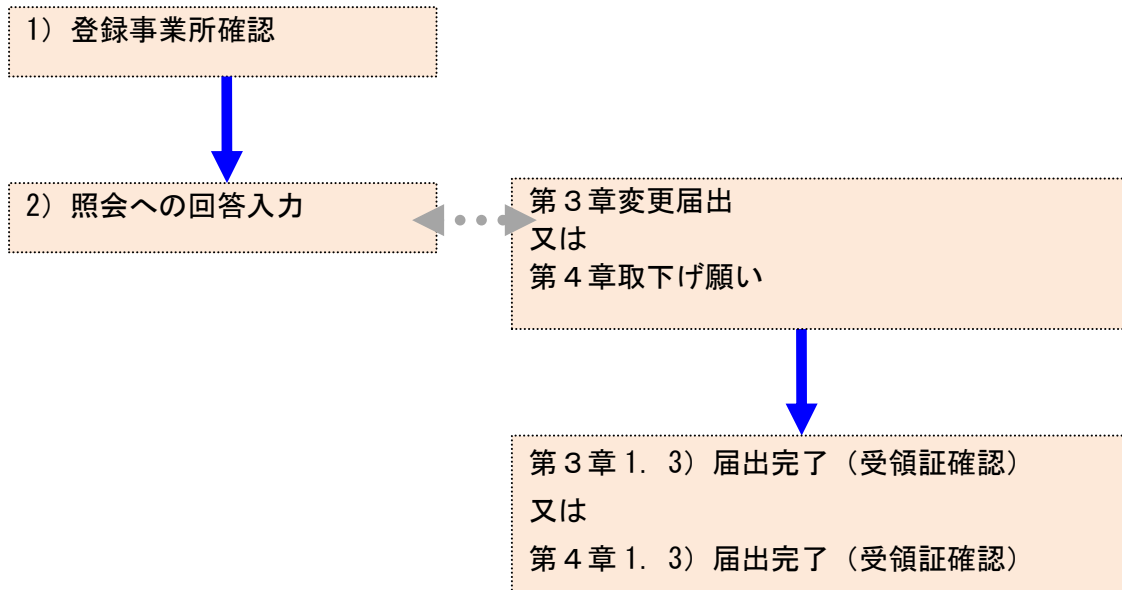 1) 登録事業所確認
2) 照会への回答入力
第３章変更届出
又は
第４章取下げ願い
第３章 1. 3) 届出完了（受領証確認）
又は
第４章 1. 3) 届出完了（受領証確認）